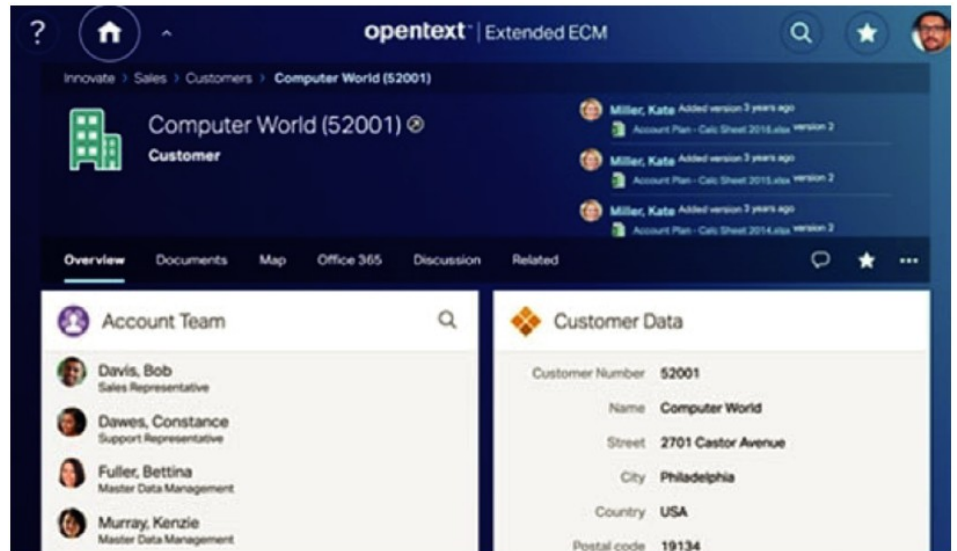 ?
opentext™ | Extended ECM
Innovate > Sales > Customers > Computer World (52001)
Computer World (52001)
Customer
Miller, Kate Added version 3 years ago
Account Plan - Calc Sheet 2016.xlsx version 2
Miller, Kate Added version 3 years ago
Account Plan - Calc Sheet 2015.xlsx version 2
Miller, Kate Added version 3 years ago
Account Plan - Calc Sheet 2014.xlsx version 2
Overview Documents Map Office 365 Discussion Related
Account Team
Davis, Bob
Sales Representative
Dawes, Constance
Support Representative
Fuller, Bettina
Master Data Management
Murray, Kenzie
Master Data Management
Customer Data
Customer Number 52001
Name Computer World
Street 2701 Castor Avenue
City Philadelphia
Country USA
Postal code 19134